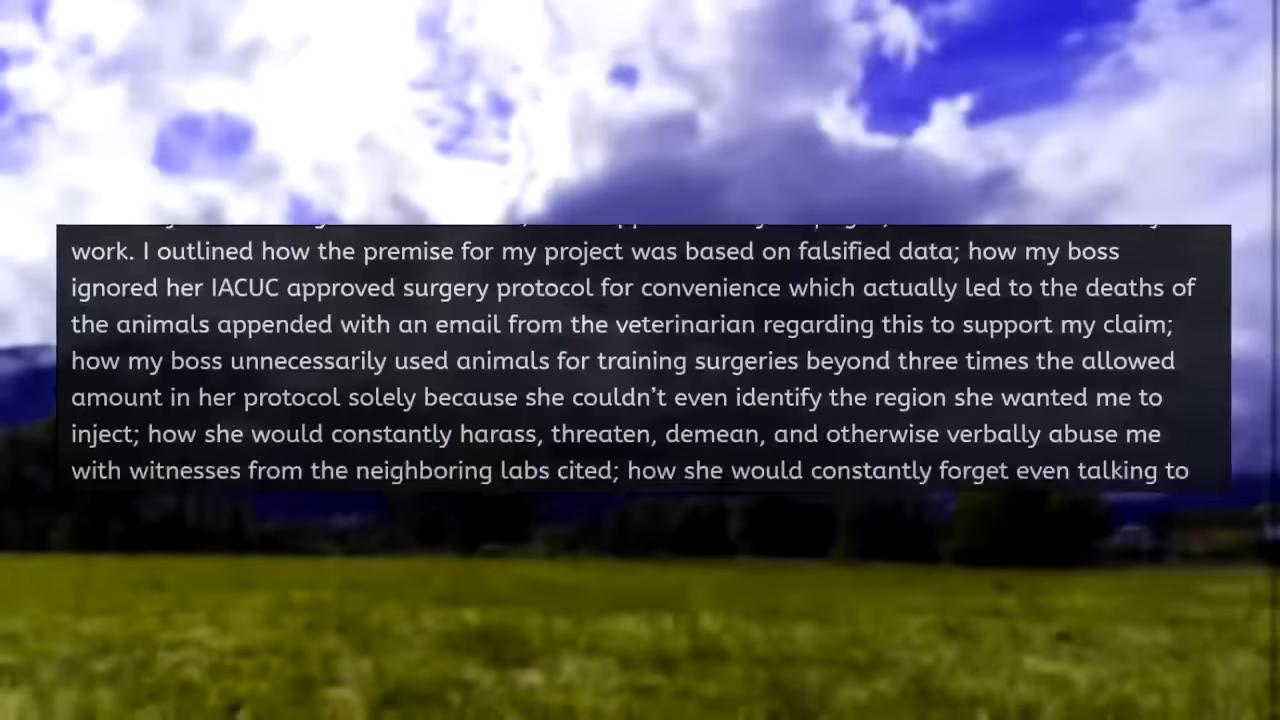 work. I outlined how the premise for my project was based on falsified data; how my boss
ignored her IACUC approved surgery protocol for convenience which actually led to the deaths of
the animals appended with an email from the veterinarian regarding this to support my claim;
how my boss unnecessarily used animals for training surgeries beyond three times the allowed
amount in her protocol solely because she couldn’t even identify the region she wanted me to
inject; how she would constantly harass, threaten, demean, and otherwise verbally abuse me
with witnesses from the neighboring labs cited; how she would constantly forget even talking to